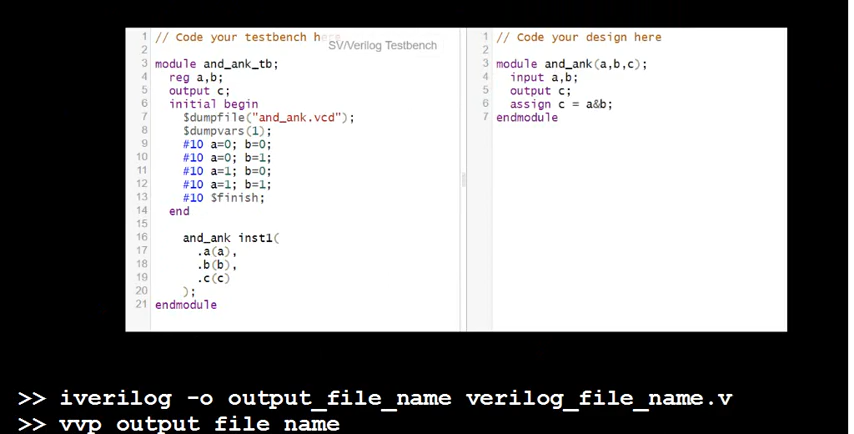 1 // Code your testbench here
SV/Verilog Testbench
2
3 module and_ank_tb;
4 reg a,b;
5 output c;
6 initial begin
7 $dumpfile("and_ank.vcd");
8 $dumpvars(1);
9 #10 a=0; b=0;
10 #10 a=0; b=1;
11 #10 a=1; b=0;
12 #10 a=1; b=1;
13 #10 $finish;
14 end
15
16 and_ank inst1(
17 .a(a),
18 .b(b),
19 .c(c)
20 );
21 endmodule
1 // Code your design here
2
3 module and_ank(a,b,c);
4 input a,b;
5 output c;
6 assign c = a&b;
7 endmodule
>> iverilog -o output_file_name verilog_file_name.v
>> vvp output_file_name